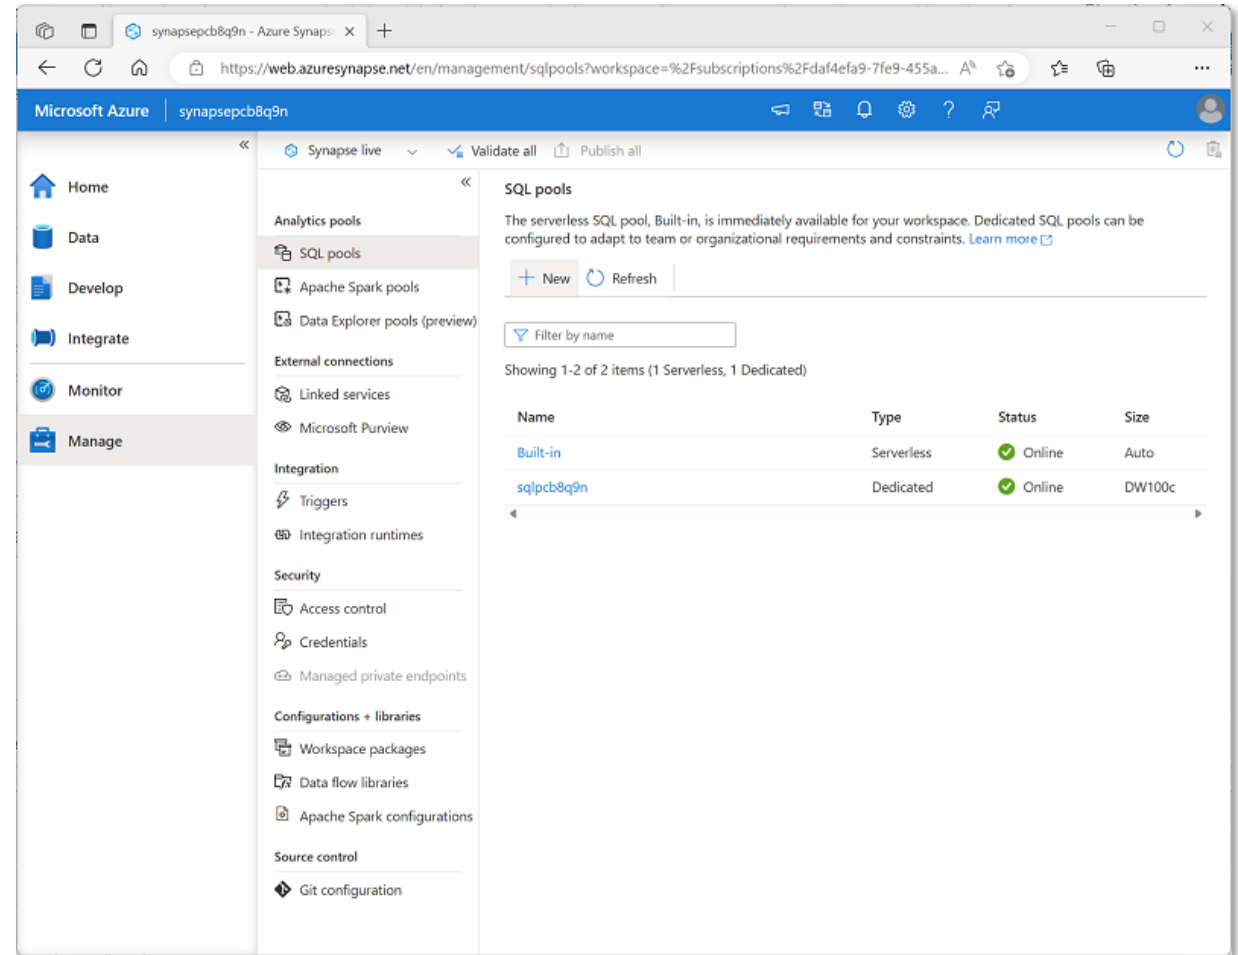 synapsepcb8q9n - Azure Synaps
https://web.azuresynapse.net/en/management/sqlpools?workspace=%2Fsubscriptions%2Fdaf4efa9-7fe9-455a...
Microsoft Azure synapsepcb8q9n
Synapse live Validate all Publish all
Home
Data
Develop
Integrate
Monitor
Manage
Analytics pools
SQL pools
Apache Spark pools
Data Explorer pools (preview)
External connections
Linked services
Microsoft Purview
Integration
Triggers
Integration runtimes
Security
Access control
Credentials
Managed private endpoints
Configurations + libraries
Workspace packages
Data flow libraries
Apache Spark configurations
Source control
Git configuration
SQL pools
The serverless SQL pool, Built-in, is immediately available for your workspace. Dedicated SQL pools can be
configured to adapt to team or organizational requirements and constraints. Learn more
New Refresh
Filter by name
Showing 1-2 of 2 items (1 Serverless, 1 Dedicated)
Name Type Status Size
Built-in Serverless Online Auto
sqlpcb8q9n Dedicated Online DW100c